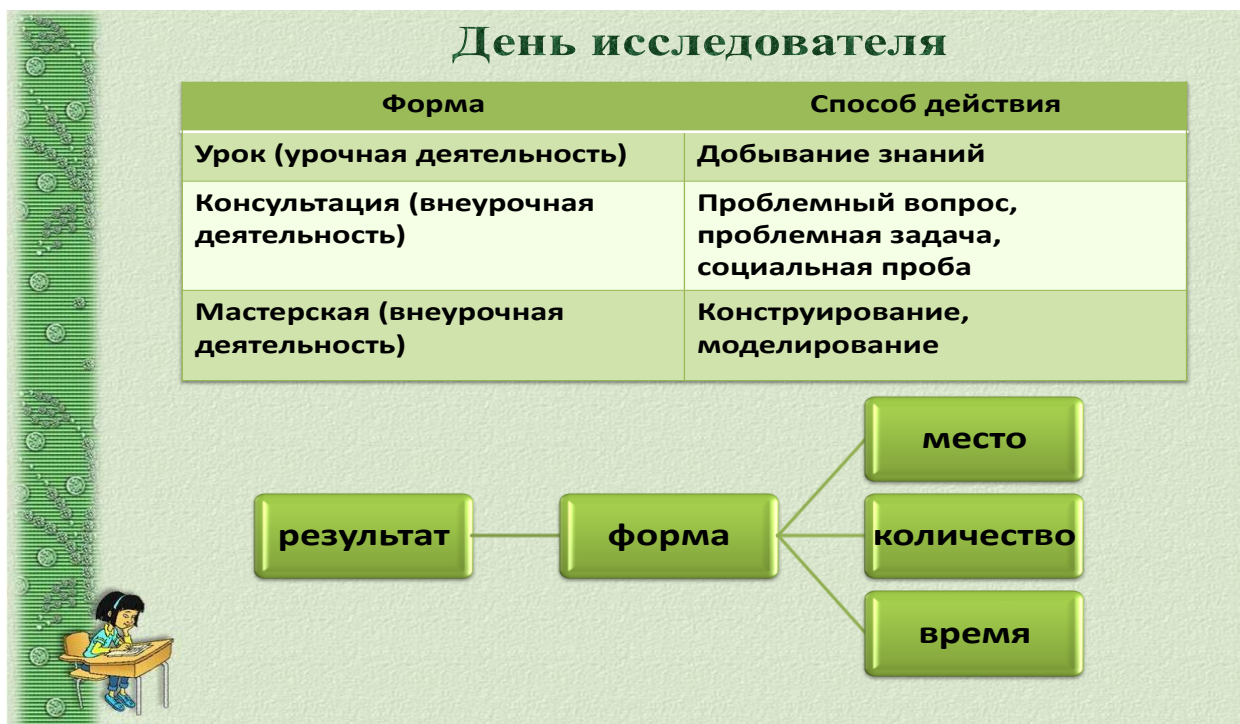 День исследователя
Форма
Способ действия
Урок (урочная деятельность)
Добывание знаний
Консультация (внеурочная
деятельность)
Проблемный вопрос,
проблемная задача,
социальная проба
Мастерская (внеурочная
деятельность)
Конструирование,
моделирование
место
результат
форма
количество
время